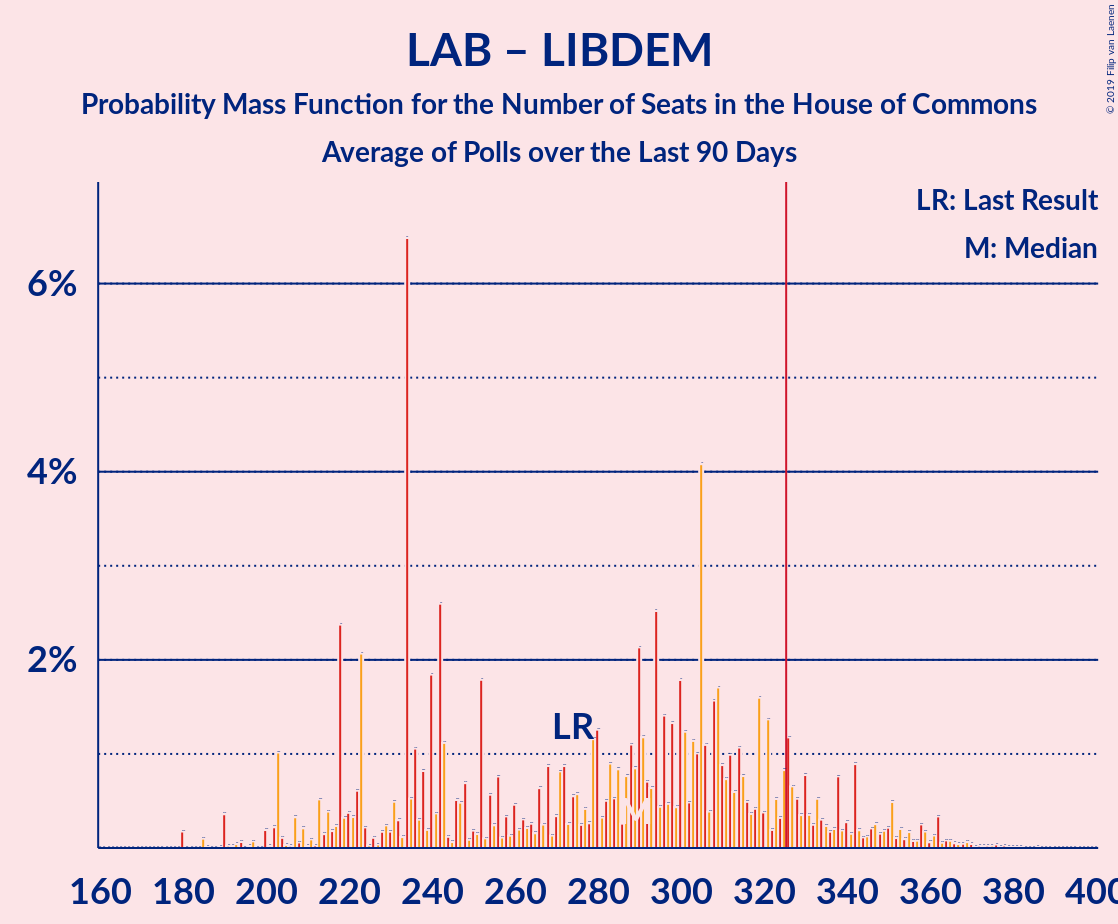 LAB – LIBDEM
Probability Mass Function for the Number of Seats in the House of Commons
Average of Polls over the Last 90 Days
© 2019 Filip van Laenen
LR: Last Result
M: Median
6%
4%
2%
LR
M
160 180 200 220 240 260 280 300 320 340 360 380 400